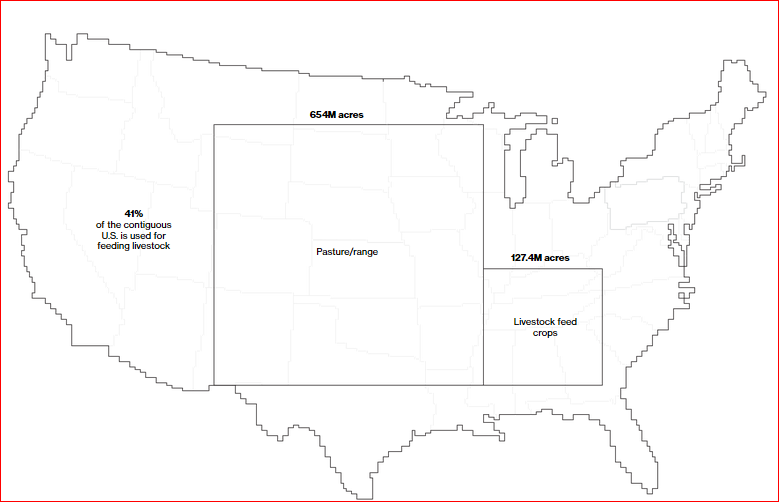 654M acres
41%
of the contiguous
U.S. is used for
feeding livestock
Pasture/range
127.4M acres
Livestock feed
crops